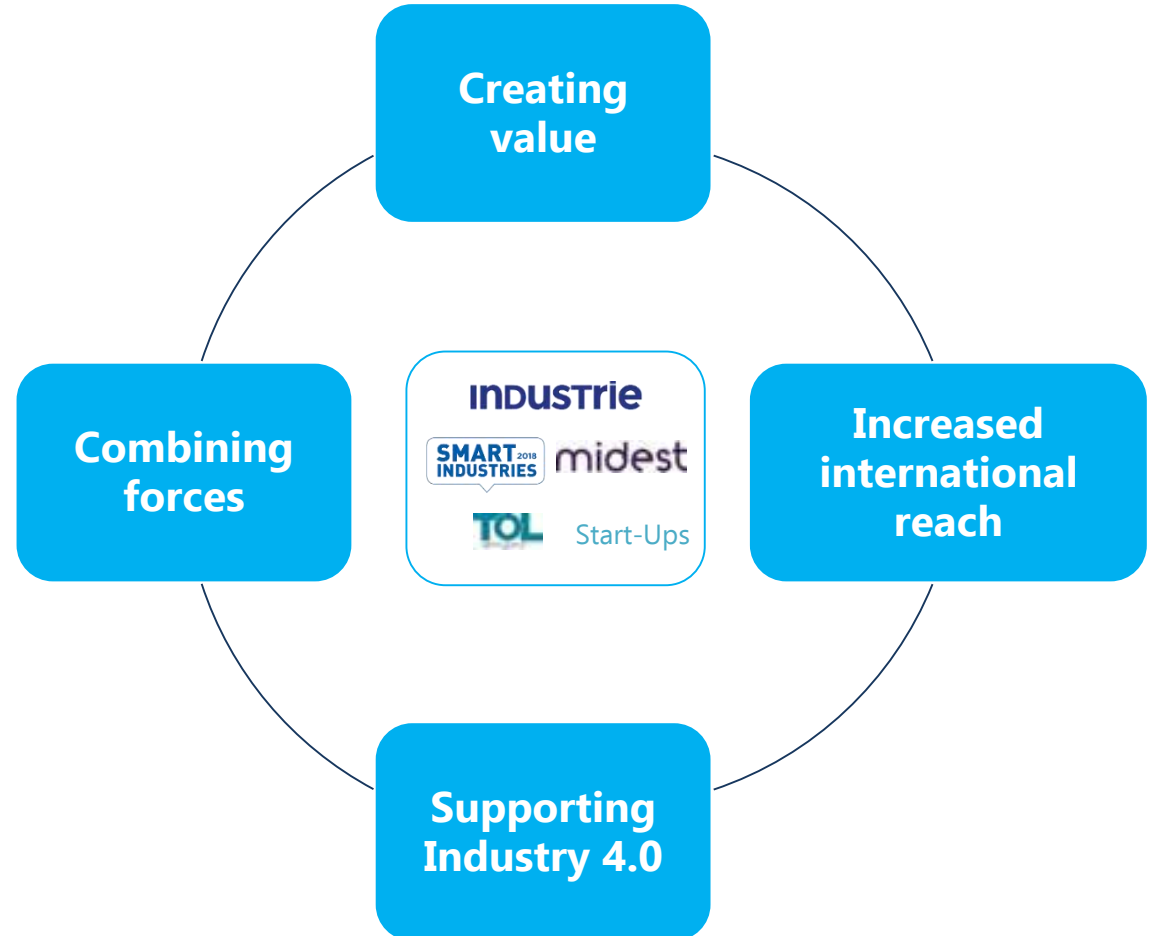 Creating
value
Combining
forces
INDUSTrie
SMART 2018
INDUSTRIES
midest
TOL
Start-Ups
Increased
international
reach
Supporting
Industry 4.0